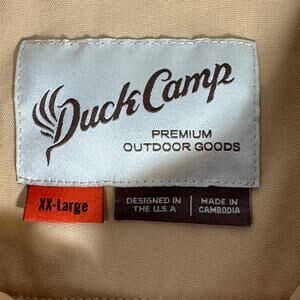 Duck Camp
PREMIUM
OUTDOOR GOODS
XX-Large
DESIGNED IN
THE U.S.A
MADE IN
CAMBODIA